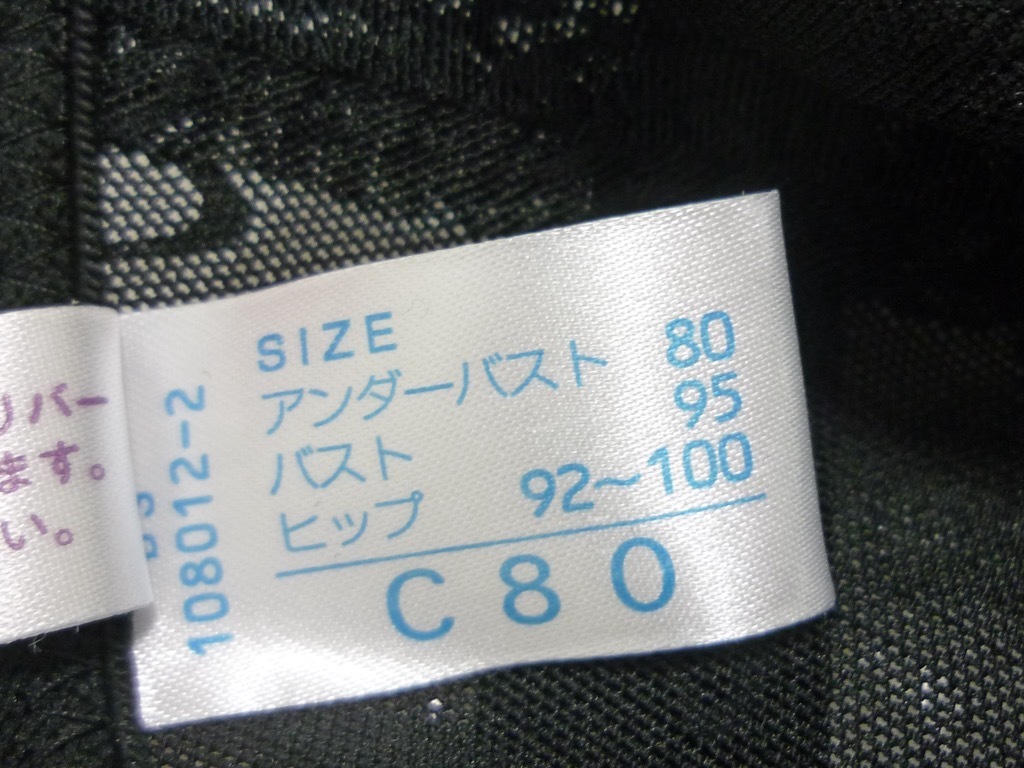 リバー
ます。
い。
108012-2
SIZE
アンダーバスト 80
バスト 95
ヒップ 92~100
C80